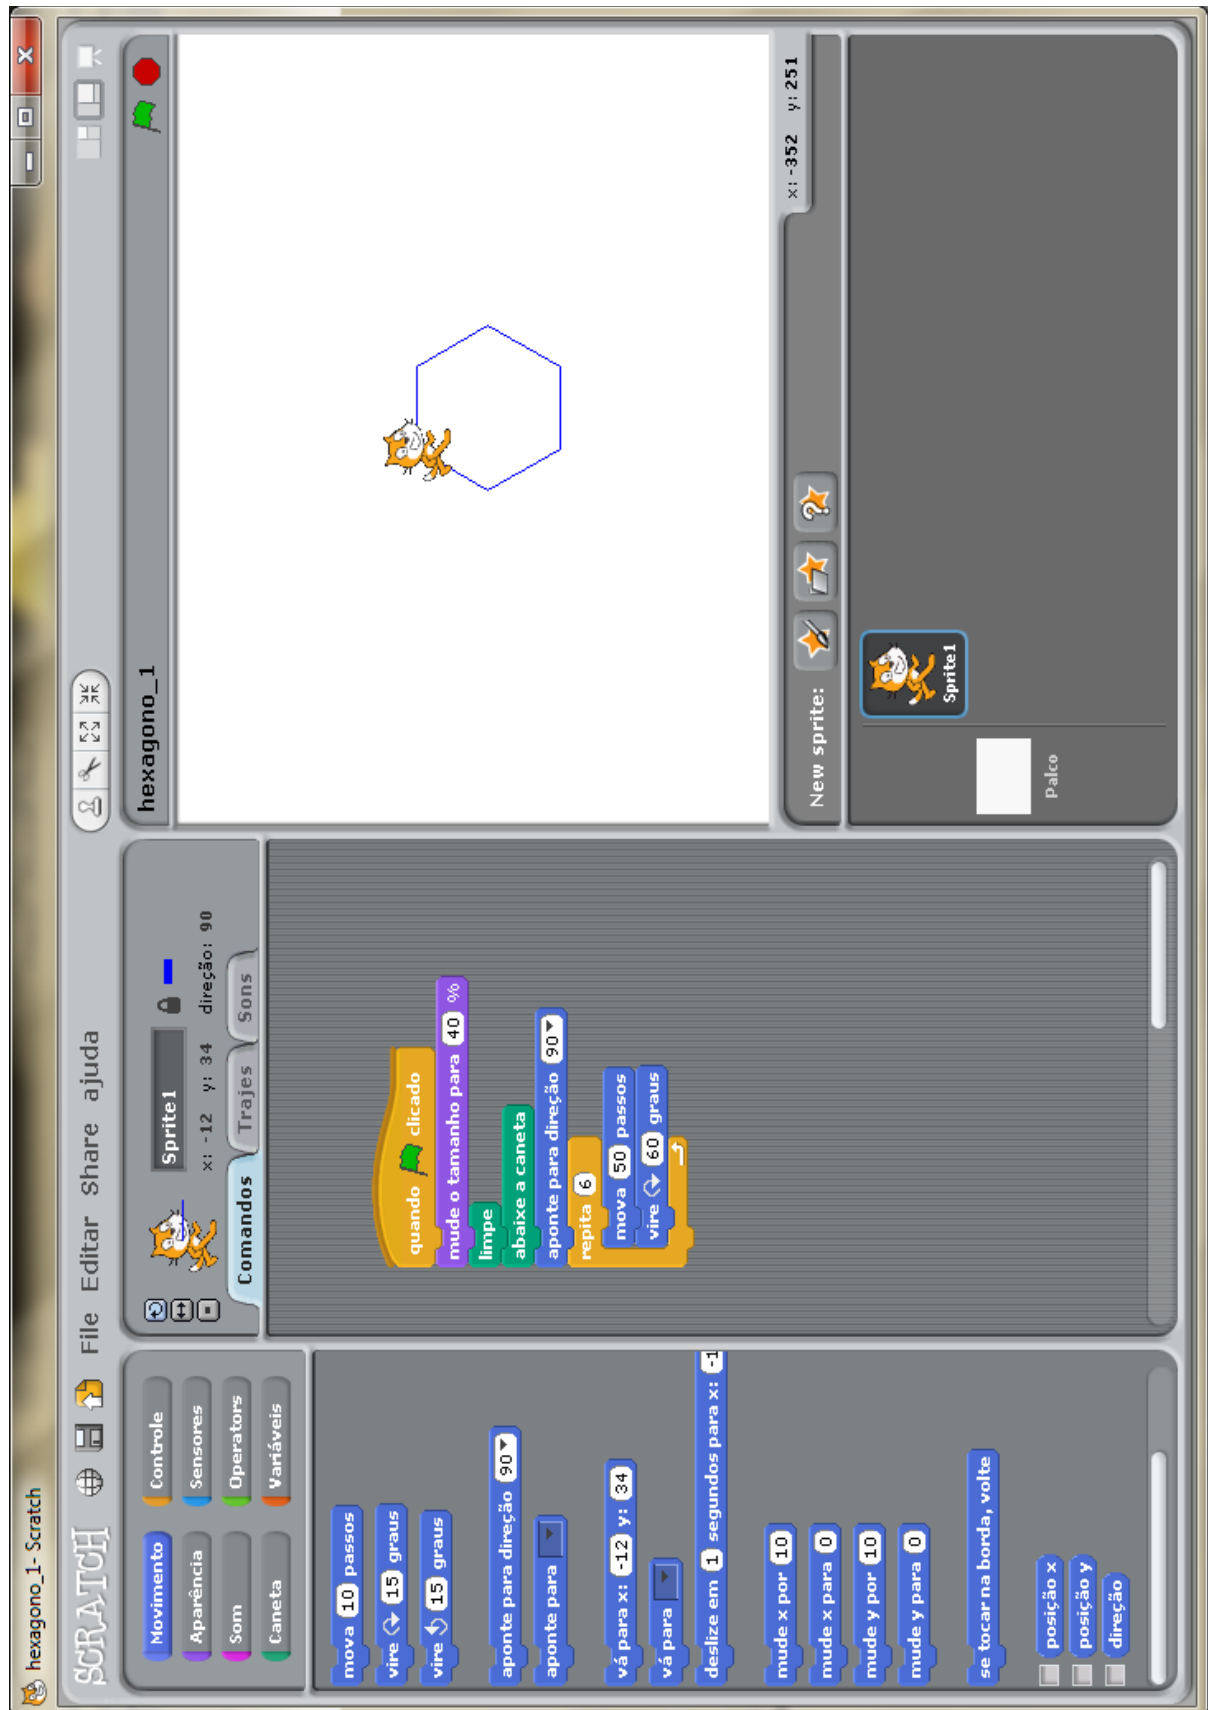 hexagono_1 - Scratch
SCRATCH File Editar Share ajuda
Movimento Controle
Aparência Sensores
Som Operators
Caneta Variáveis
mova 10 passos
vire 15 graus
vire 15 graus
aponte para direção 90
aponte para
vá para x: -12 y: 34
vá para
deslize em 1 segundos para x: -1
mude x por 10
mude x para 0
mude y por 10
mude y para 0
se tocar na borda, volte
posição x
posição y
direção
Sprite1
x: -12 y: 34 direção: 90
Comandos Trajes Sons
quando clicado
mude o tamanho para 40 %
limpe
abaixe a caneta
aponte para direção 90
repita 6
mova 50 passos
vire 60 graus
hexagono_1
x: -352 y: 251
New sprite:
Sprite1
Palco